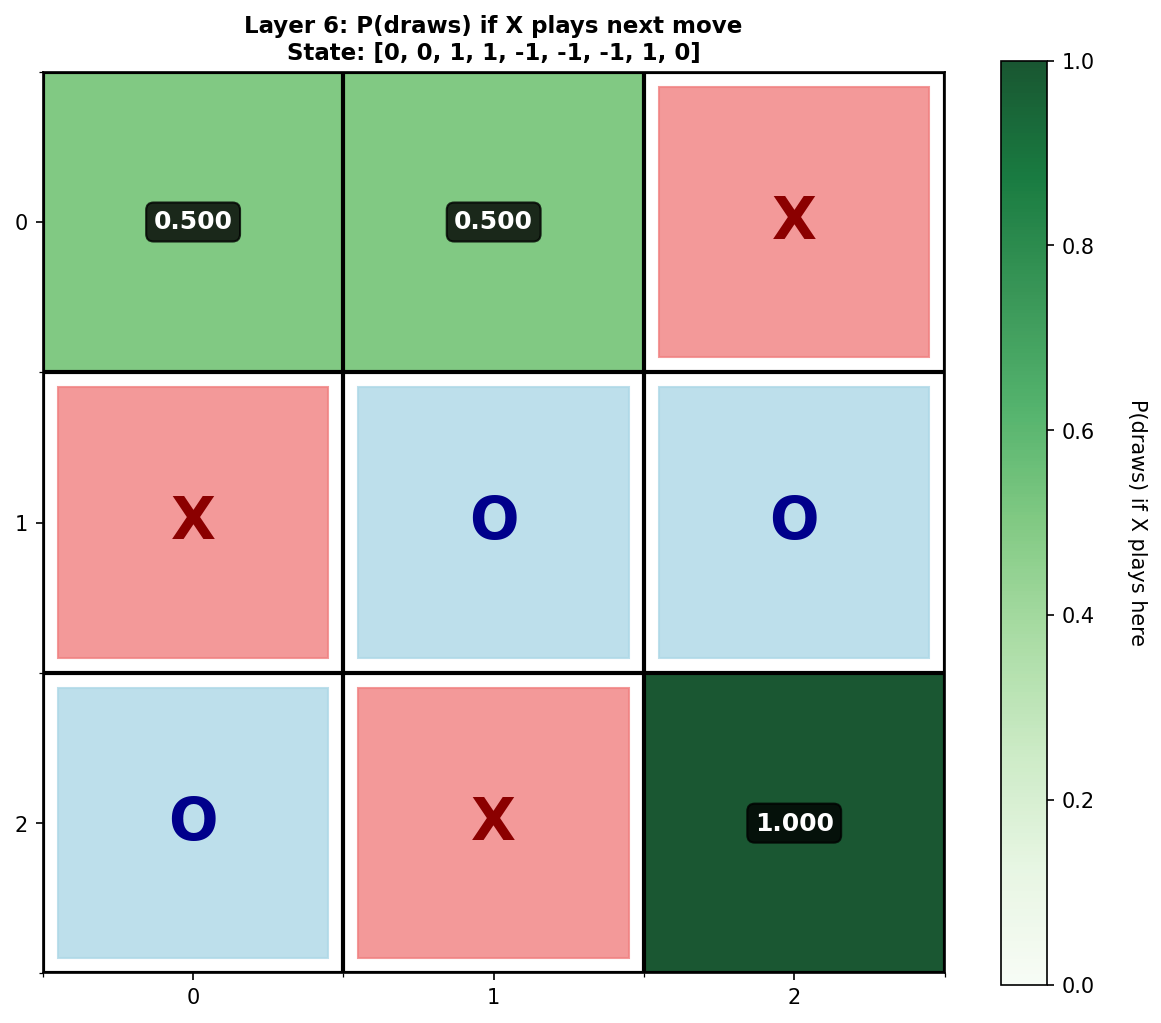 Layer 6: P(draws) if X plays next move
State: [0, 0, 1, 1, -1, -1, -1, 1, 0]
0
0.500
0.500
X
1
X
O
O
2
O
X
1.000
0
1
2
1.0
0.8
0.6
0.4
0.2
0.0
P(draws) if X plays here